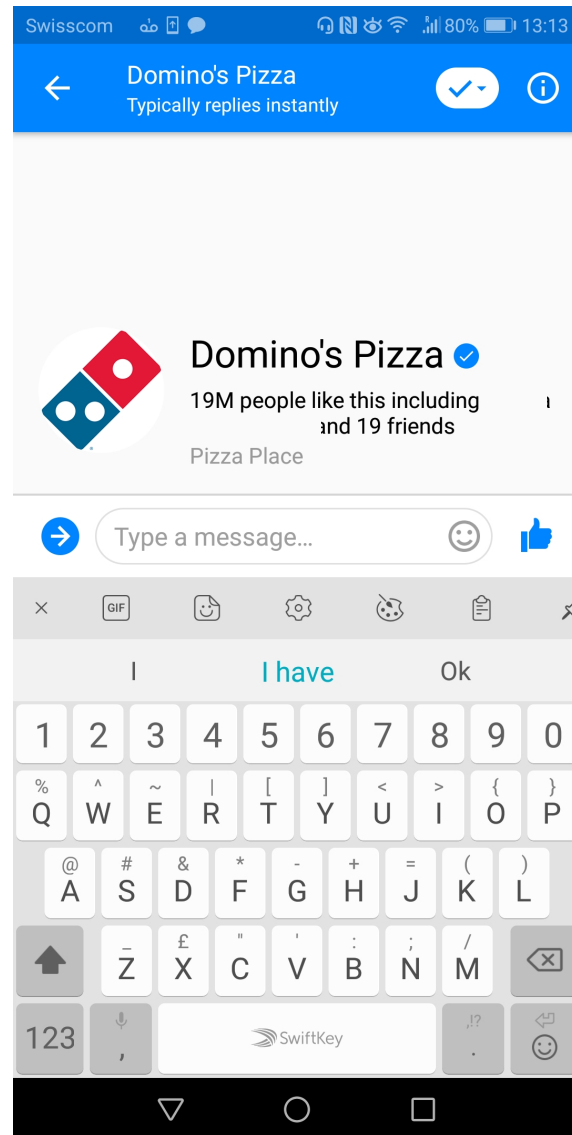 Swisscom 80% 13:13
Domino's Pizza
Typically replies instantly
Domino's Pizza
19M people like this including
and 19 friends
Pizza Place
Type a message...
GIF
I I have Ok
1 2 3 4 5 6 7 8 9 0
% ^ ~ | [ ] < > { }
Q W E R T Y U I O P
@ # & * - + = ( )
A S D F G H J K L
_ £ " ' : ; /
Z X C V B N M
,!?
123 , SwiftKey .